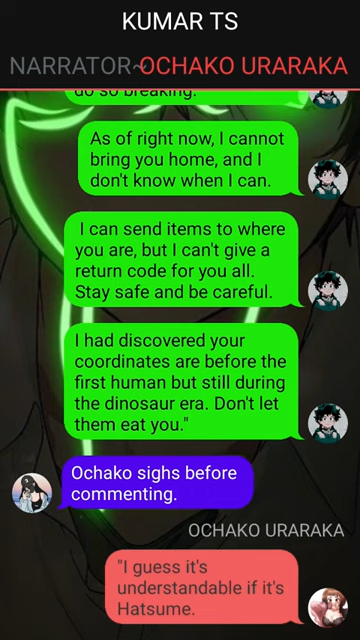 KUMAR TS
NARRATOR~OCHAKO URARAKA
do so breaking.
As of right now, I cannot
bring you home, and I
don't know when I can.
I can send items to where
you are, but I can't give a
return code for you all.
Stay safe and be careful.
I had discovered your
coordinates are before the
first human but still during
the dinosaur era. Don't let
them eat you."
Ochako sighs before
commenting.
OCHAKO URARAKA
"I guess it's
understandable if it's
Hatsume.